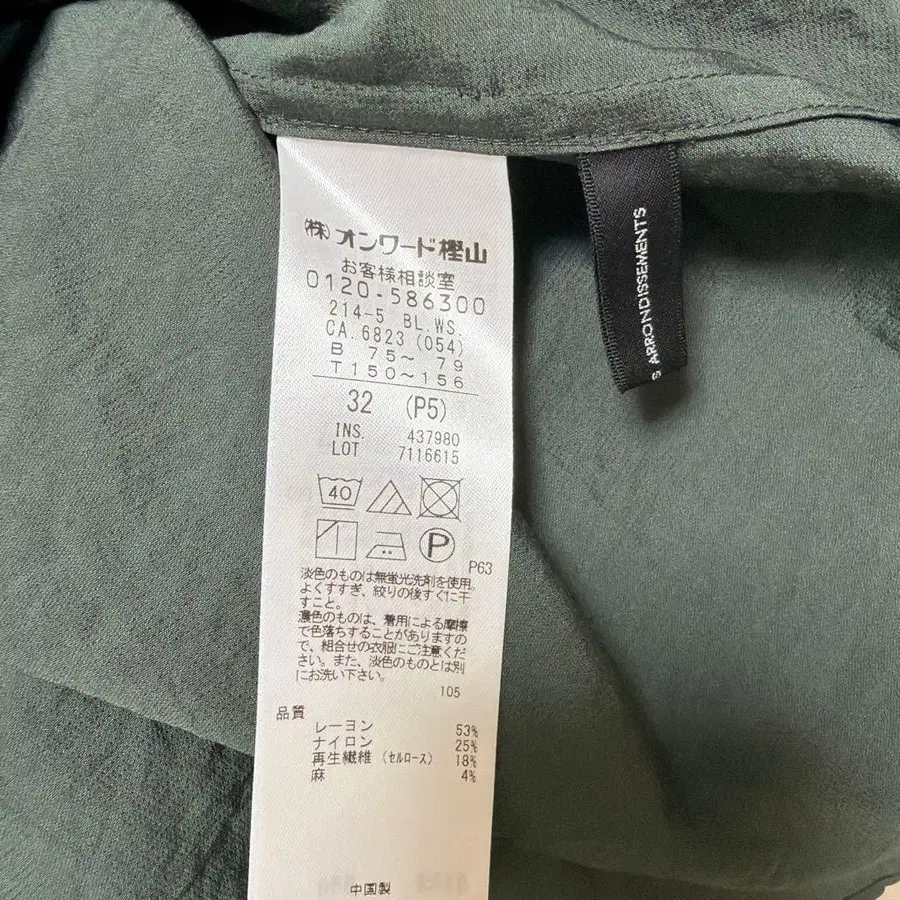 ㈱オンワード樫山
お客様相談室
0120-586300
214-5 BL.WS.
CA.6823(054)
B 75～ 79
T150～156
32 (P5)
INS. 437980
LOT 7116615
40
P
P63
淡色のものは無蛍光洗剤を使用。
よくすすぎ、絞りの後すぐに干
すこと。
濃色のものは、着用による摩擦
で色落ちすることがありますの
で、組合せの衣服にご注意くだ
さい。また、淡色のものとは別
にお洗い下さい。
105
品質
レーヨン 53%
ナイロン 25%
再生繊維（セルロース） 18%
麻 4%
中国製
S ARRONDISSEMENTS